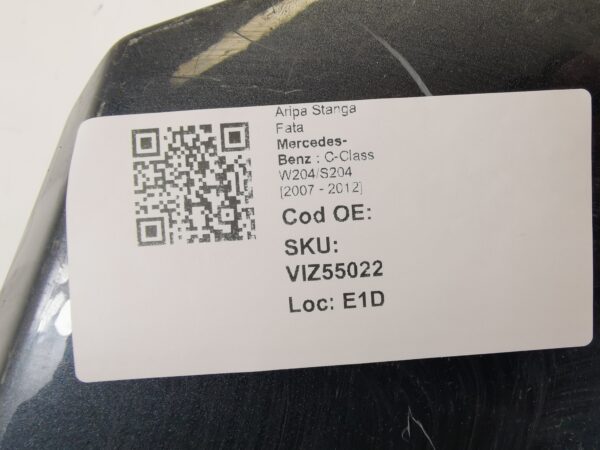 Aripa Stanga
Fata
Mercedes-
Benz : C-Class
W204/S204
[2007 - 2012]
Cod OE:
SKU:
VIZ55022
Loc: E1D